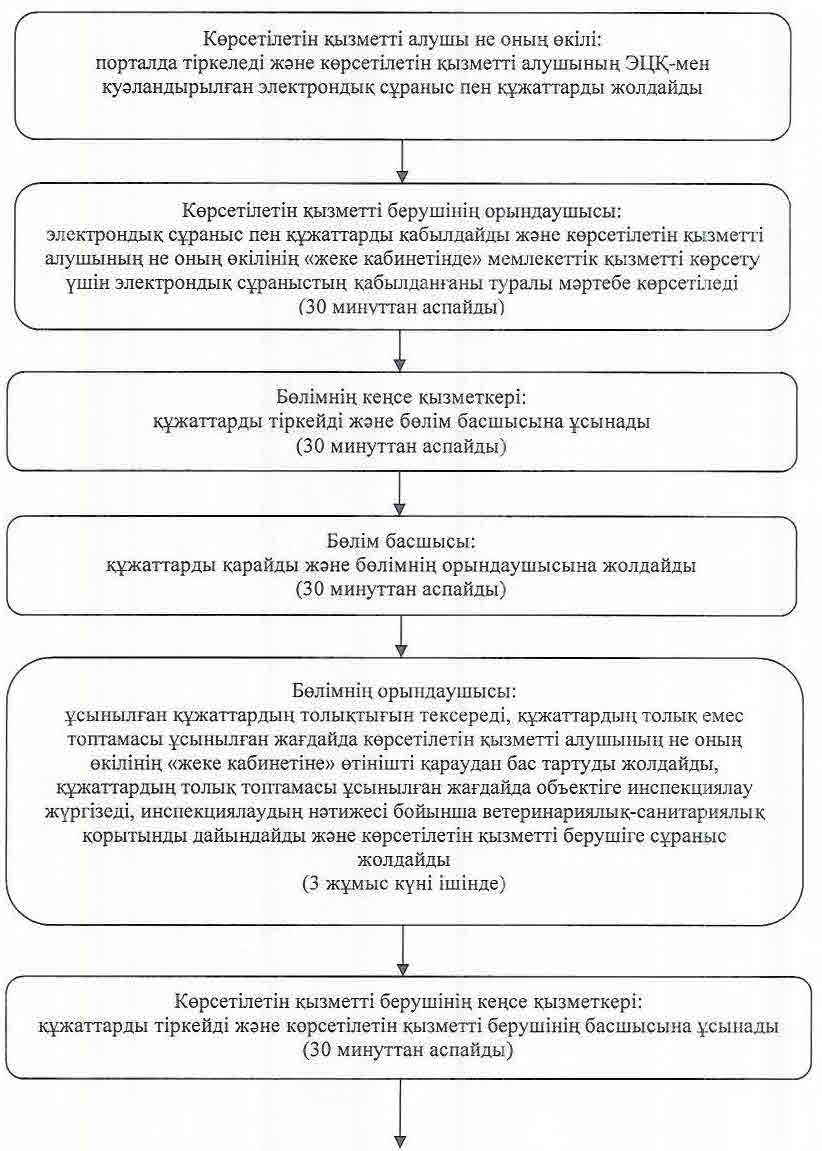 Көрсетілетін қызметті алушы не оның өкілі:
порталда тіркеледі және көрсетілетін қызметті алушының ЭЦҚ-мен
куәландырылған электрондық сұраныс пен құжаттарды жолдайды
Көрсетілетін қызметті берушінің орындаушысы:
электрондық сұраныс пен құжаттарды қабылдайды және көрсетілетін қызметті
алушының не оның өкілінің «жеке кабинетінде» мемлекеттік қызметті көрсету
үшін электрондық сұраныстың қабылданғаны туралы мәртебе көрсетіледі
(30 минуттан аспайды)
Бөлімнің кеңсе қызметкері:
құжаттарды тіркейді және бөлім басшысына ұсынады
(30 минуттан аспайды)
Бөлім басшысы:
құжаттарды қарайды және бөлімнің орындаушысына жолдайды
(30 минуттан аспайды)
Бөлімнің орындаушысы:
ұсынылған құжаттардың толықтығын тексереді, құжаттардың толық емес
топтамасы ұсынылған жағдайда көрсетілетін қызметті алушының не оның
өкілінің «жеке кабинетіне» өтінішті қараудан бас тартуды жолдайды,
құжаттардың толық топтамасы ұсынылған жағдайда объектіге инспекциялау
жүргізеді, инспекциялаудың нәтижесі бойынша ветеринариялық-санитариялық
қорытынды дайындайды және көрсетілетін қызметті берушіге сұраныс
жолдайды
(3 жұмыс күні ішінде)
Көрсетілетін қызметті берушінің кеңсе қызметкері:
құжаттарды тіркейді және көрсетілетін қызметті берушінің басшысына ұсынады
(30 минуттан аспайды)